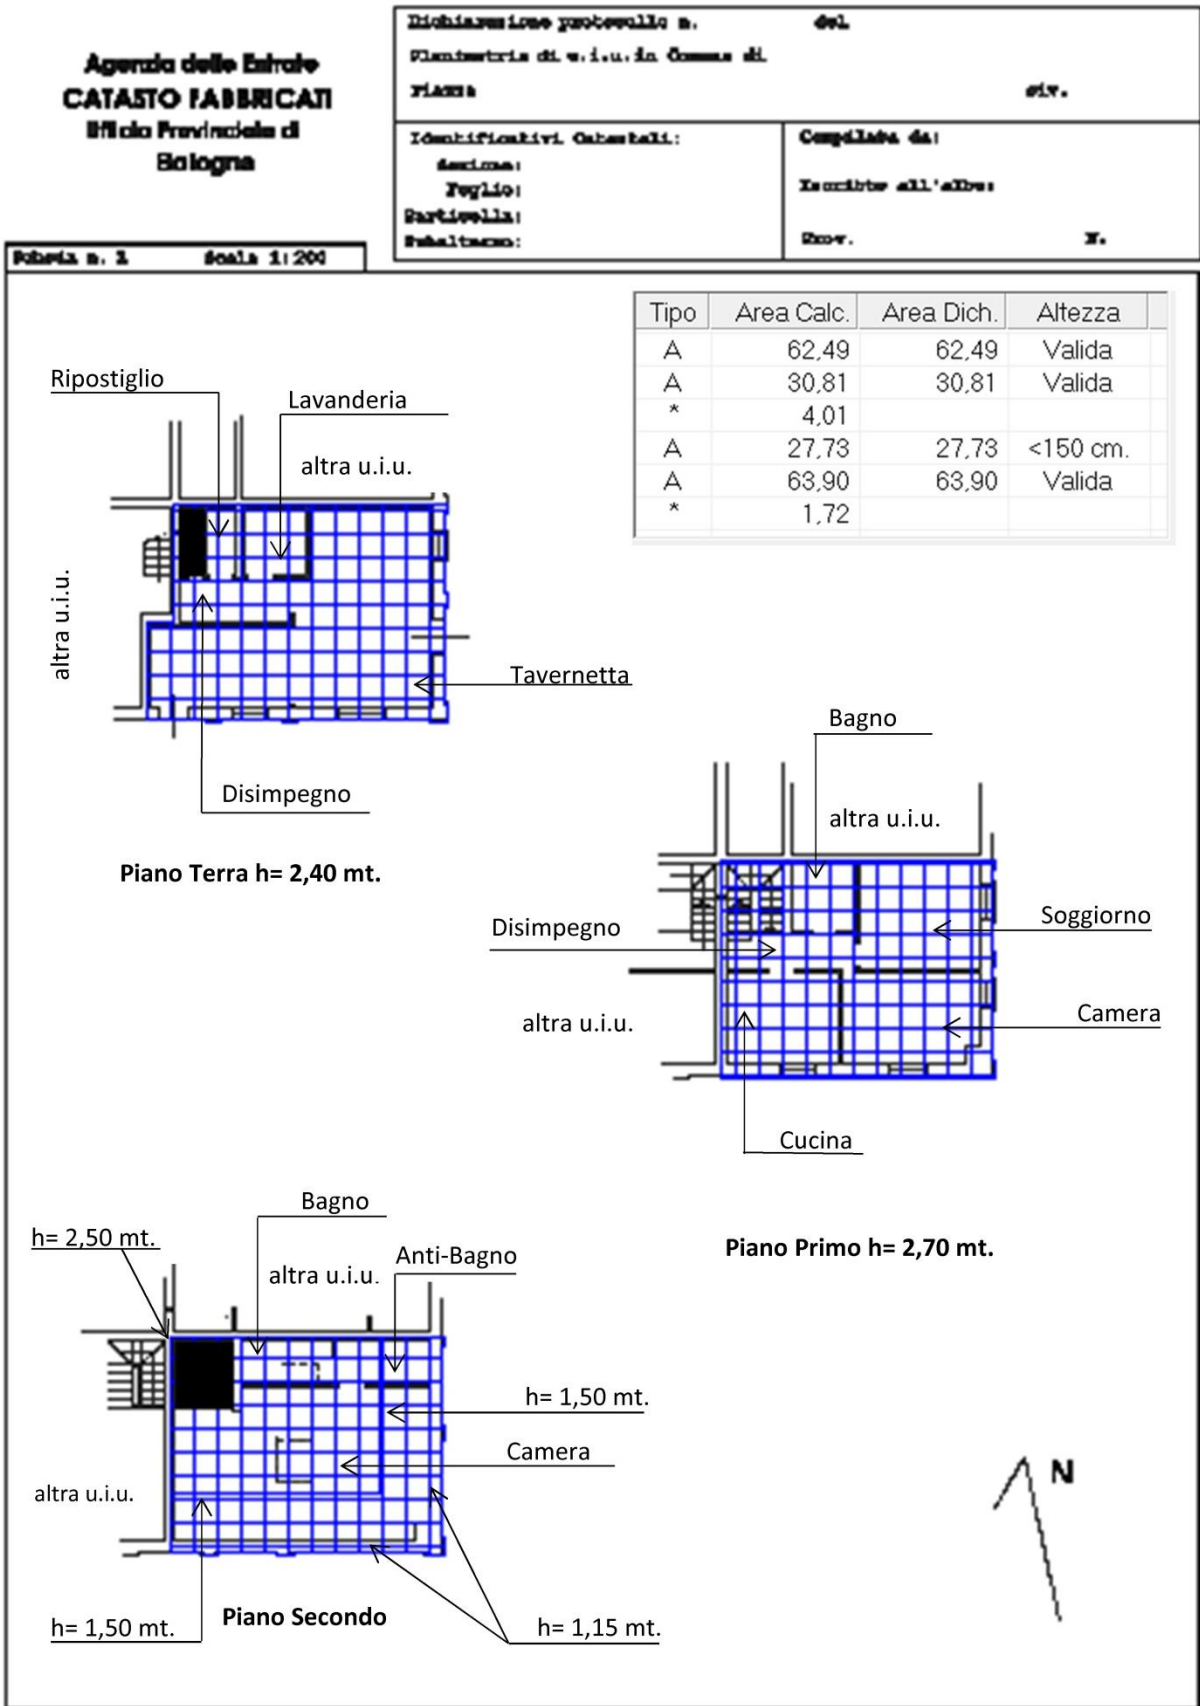 Agenzia delle Entrate
CATASTO FABBRICATI
Ufficio Provinciale di
Bologna
Dichiarazione protocollo n. del
Planimetria di u.i.u. in Comune di
Piazza civ.
Identificativi Catastali:
Sezione:
Foglio:
Particella:
Subalterno:
Compilata da:
Iscritto all'albo:
Prov. N.
Scheda n. 1 Scala 1:200
Tipo Area Calc. Area Dich. Altezza
A 62,49 62,49 Valida
A 30,81 30,81 Valida
* 4,01
A 27,73 27,73 <150 cm.
A 63,90 63,90 Valida
* 1,72
Ripostiglio
Lavanderia
altra u.i.u.
altra u.i.u.
Tavernetta
Disimpegno
Piano Terra h= 2,40 mt.
Bagno
altra u.i.u.
Disimpegno
Soggiorno
altra u.i.u.
Camera
Cucina
Piano Primo h= 2,70 mt.
Bagno
h= 2,50 mt.
Anti-Bagno
altra u.i.u.
h= 1,50 mt.
Camera
altra u.i.u.
N
Piano Secondo
h= 1,50 mt.
h= 1,15 mt.